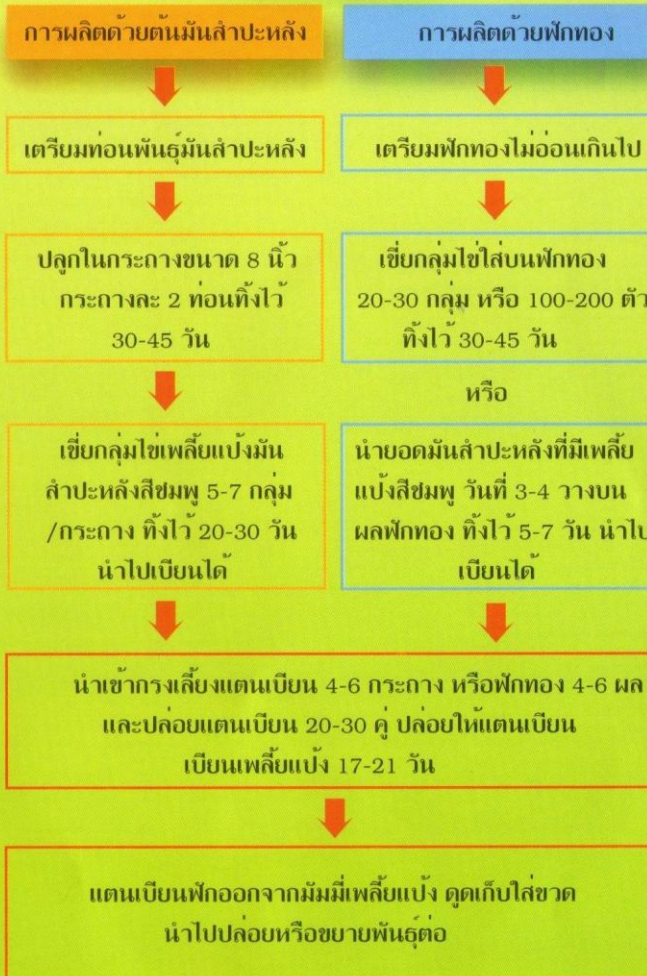 การผลิตด้วยต้นมันสำปะหลัง
เตรียมท่อนพันธุ์มันสำปะหลัง
ปลูกในกระถางขนาด 8 นิ้ว
กระถางละ 2 ท่อนทิ้งไว้
30-45 วัน
เขี่ยกลุ่มไข่เพลี้ยแป้งมัน
สำปะหลังสีชมพู 5-7 กลุ่ม
/กระถาง ทิ้งไว้ 20-30 วัน
นำไปเบียนได้
การผลิตด้วยฟักทอง
เตรียมฟักทองไม่อ่อนเกินไป
เขี่ยกลุ่มไข่ใส่บนฟักทอง
20-30 กลุ่ม หรือ 100-200 ตัว
ทิ้งไว้ 30-45 วัน
หรือ
นำยอดมันสำปะหลังที่มีเพลี้ย
แป้งสีชมพู วันที่ 3-4 วางบน
ผลฟักทอง ทิ้งไว้ 5-7 วัน นำไป
เบียนได้
นำเข้ากรงเลี้ยงแตนเบียน 4-6 กระถาง หรือฟักทอง 4-6 ผล
และปล่อยแตนเบียน 20-30 คู่ ปล่อยให้แตนเบียน
เบียนเพลี้ยแป้ง 17-21 วัน
แตนเบียนฟักออกจากมัมมี่เพลี้ยแป้ง ดูดเก็บใส่ขวด
นำไปปล่อยหรือขยายพันธุ์ต่อ